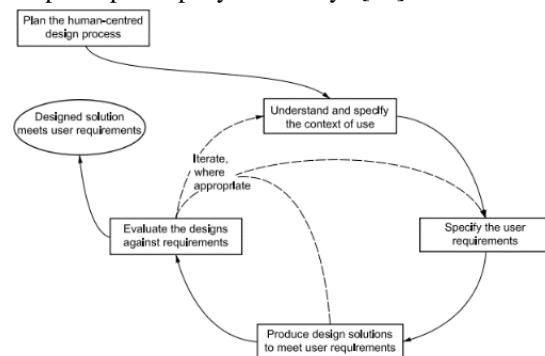 Plan the human-centred
design process
Understand and specify
the context of use
Designed solution
meets user requirements
Iterate,
where
appropriate
Evaluate the designs
against requirements
Specify the user
requirements
Produce design solutions
to meet user requirements